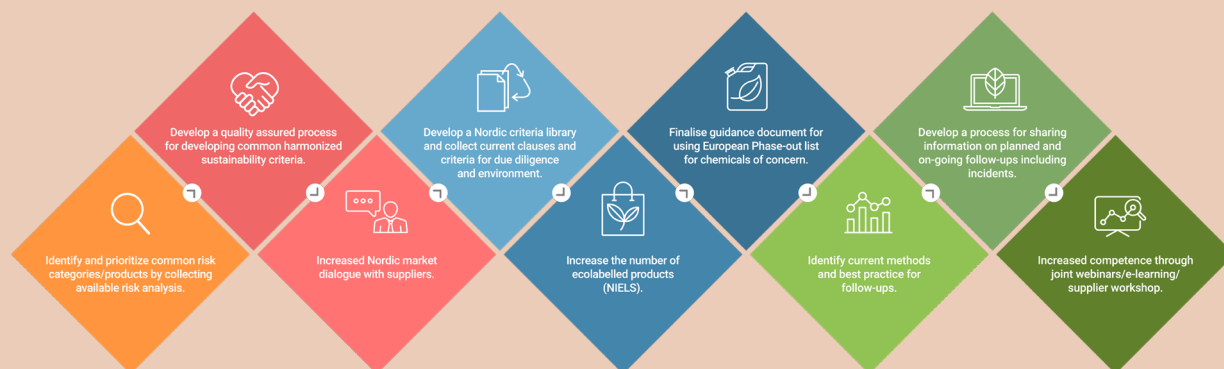 Identify and prioritize common risk
categories/products by collecting
available risk analysis.
Develop a quality assured process
for developing common harmonized
sustainability criteria.
Increased Nordic market
dialogue with suppliers.
Develop a Nordic criteria library
and collect current clauses and
criteria for due diligence
and environment.
Increase the number of
ecolabelled products
(NIELS).
Finalise guidance document for
using European Phase-out list
for chemicals of concern.
Identify current methods
and best practice for
follow-ups.
Develop a process for sharing
information on planned and
on-going follow-ups including
incidents.
Increased competence through
joint webinars/e-learning/
supplier workshop.